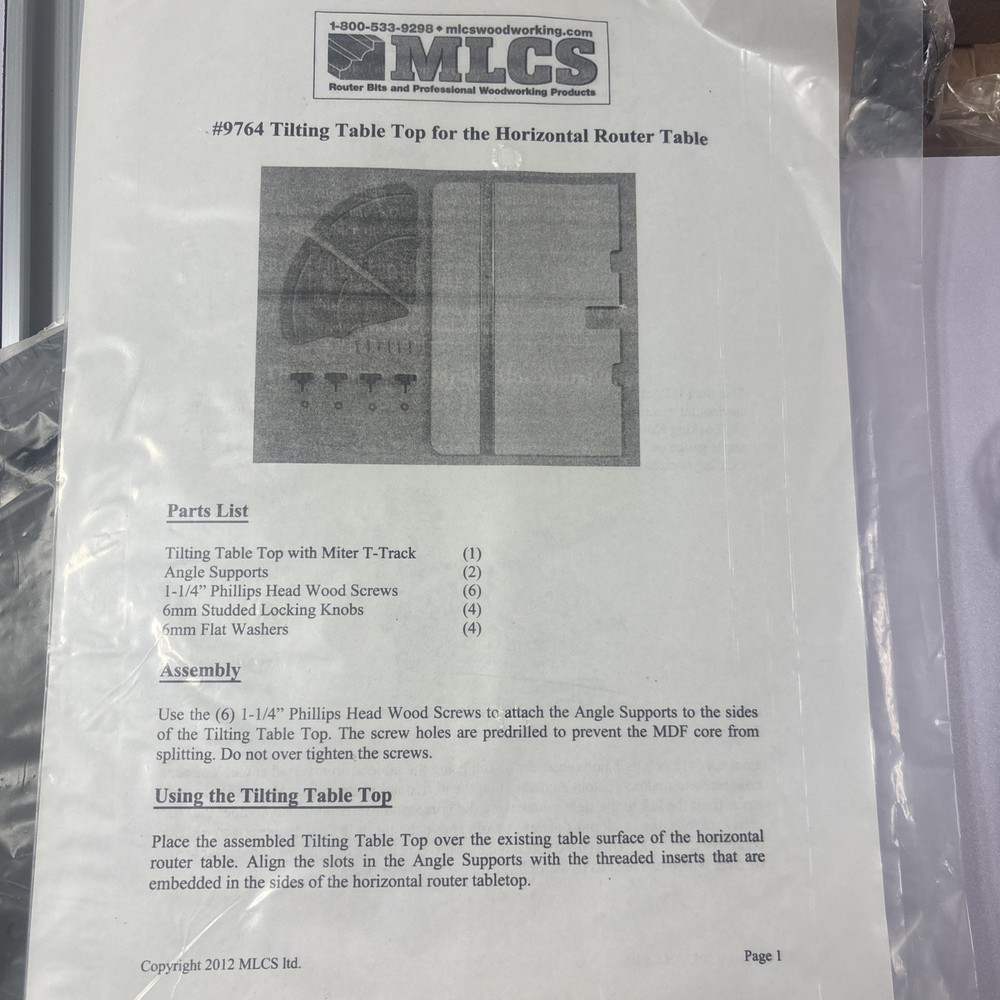 1-800-533-9298 • mlcswoodworking.com
MLCS
Router Bits and Professional Woodworking Products
#9764 Tilting Table Top for the Horizontal Router Table
Parts List
Tilting Table Top with Miter T-Track (1)
Angle Supports (2)
1-1/4” Phillips Head Wood Screws (6)
6mm Studded Locking Knobs (4)
6mm Flat Washers (4)
Assembly
Use the (6) 1-1/4” Phillips Head Wood Screws to attach the Angle Supports to the sides
of the Tilting Table Top. The screw holes are predrilled to prevent the MDF core from
splitting. Do not over tighten the screws.
Using the Tilting Table Top
Place the assembled Tilting Table Top over the existing table surface of the horizontal
router table. Align the slots in the Angle Supports with the threaded inserts that are
embedded in the sides of the horizontal router tabletop.
Copyright 2012 MLCS ltd.
Page 1